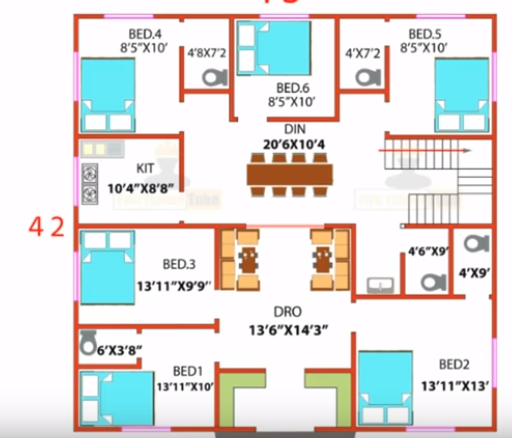 BED.4
8'5"X10'
4'8X7'2
BED.6
8'5"X10'
4'X7'2
BED.5
8'5"X10'
DIN
20'6X10'4
KIT
10'4"X8'8"
42
BED.3
13'11"X9'9"
DRO
13'6"X14'3"
4'6"X9'
4'X9'
6'X3'8"
BED1
13'11"X10'
BED2
13'11"X13'